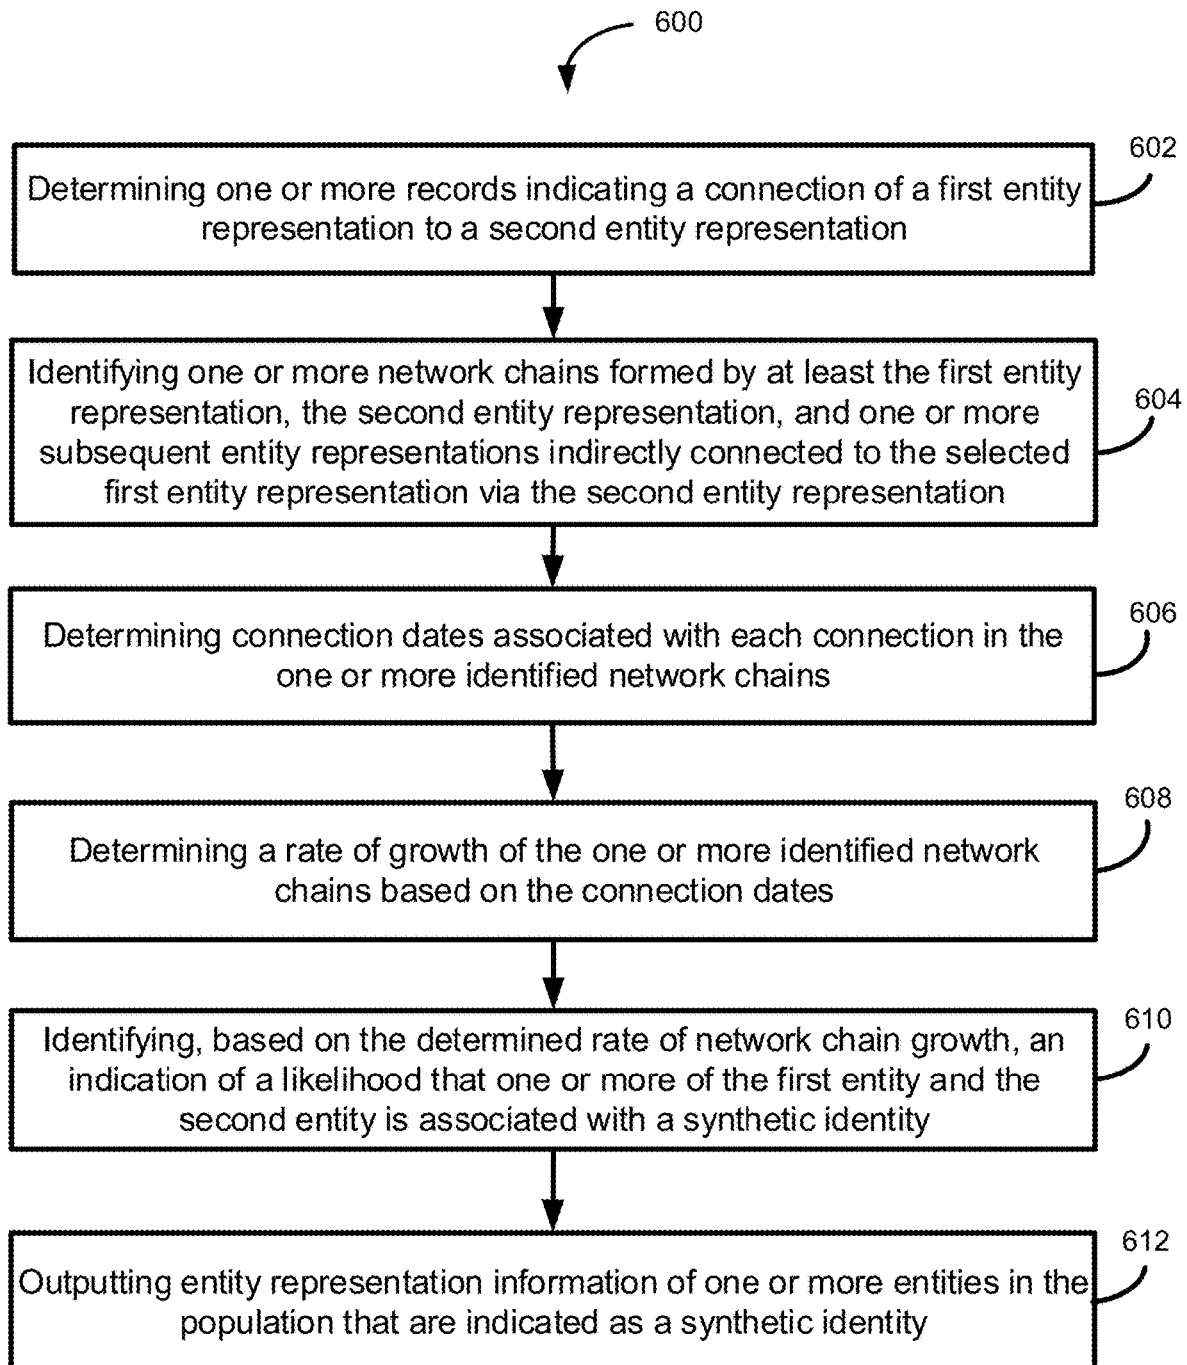 600
602
Determining one or more records indicating a connection of a first entity
representation to a second entity representation
Identifying one or more network chains formed by at least the first entity
representation, the second entity representation, and one or more
subsequent entity representations indirectly connected to the selected
first entity representation via the second entity representation
604
Determining connection dates associated with each connection in the
one or more identified network chains
606
Determining a rate of growth of the one or more identified network
chains based on the connection dates
608
Identifying, based on the determined rate of network chain growth, an
indication of a likelihood that one or more of the first entity and the
second entity is associated with a synthetic identity
610
Outputting entity representation information of one or more entities in the
population that are indicated as a synthetic identity
612